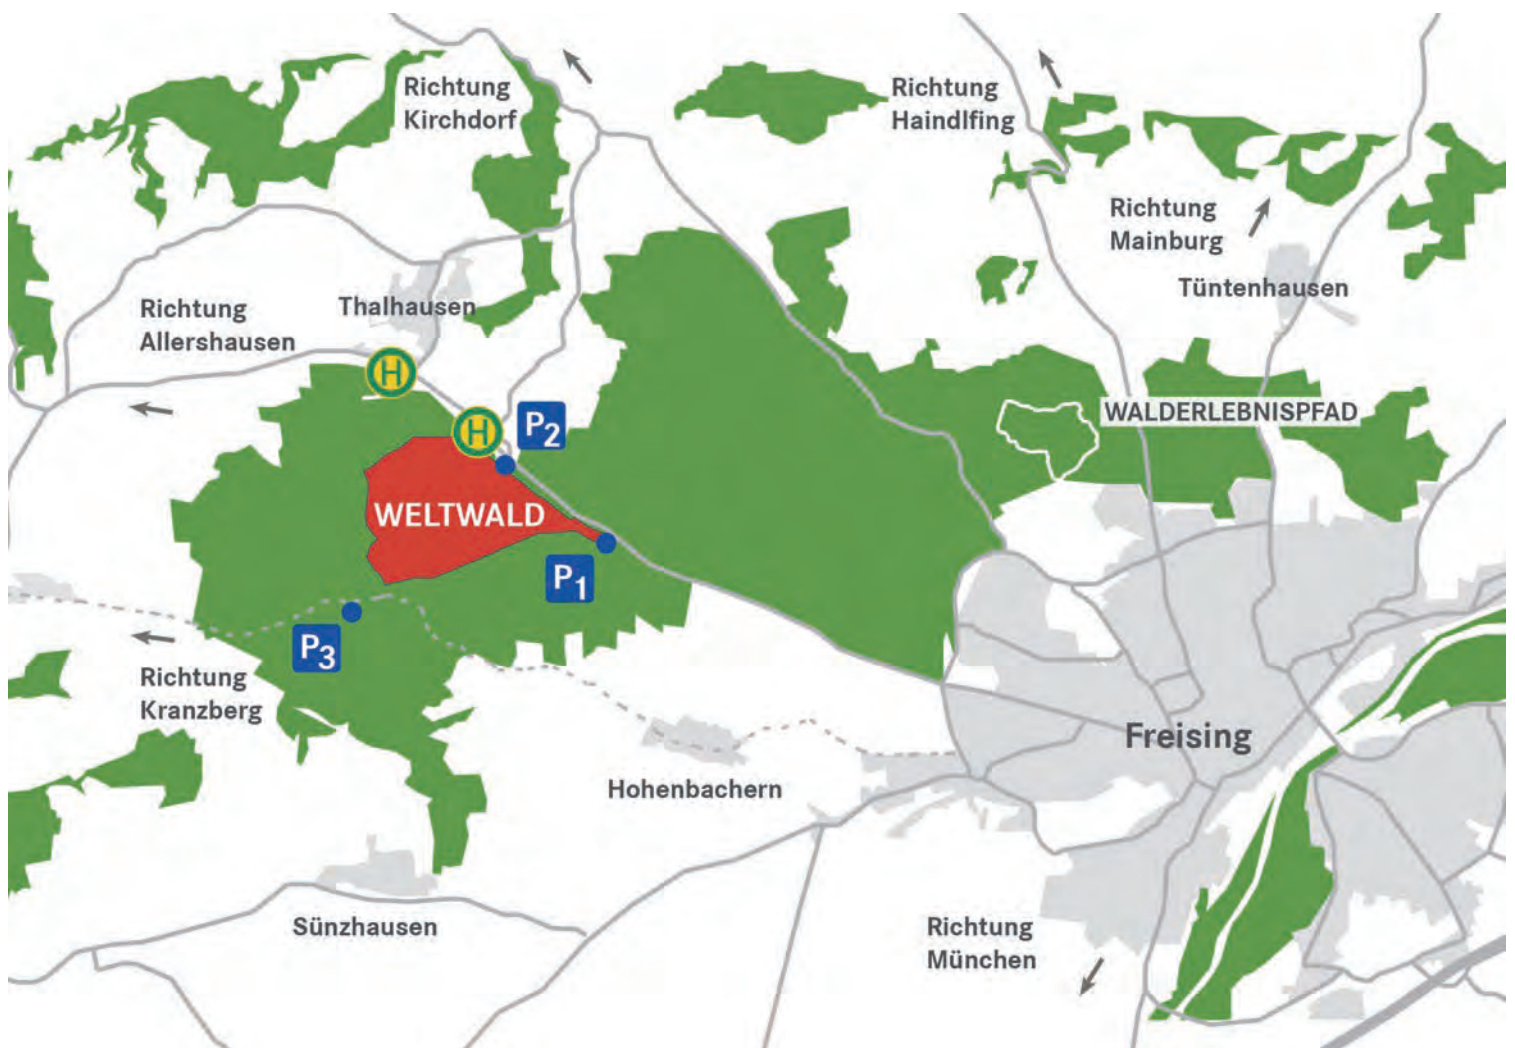 Richtung
Kirchdorf
Richtung
Haindlfing
Richtung
Mainburg
Tüntenhausen
Richtung
Allershausen
Thalhausen
H
H
P2
WALDERLEBNISPFAD
WELTWALD
P1
P3
Richtung
Kranzberg
Freising
Hohenbachern
Sünzhausen
Richtung
München